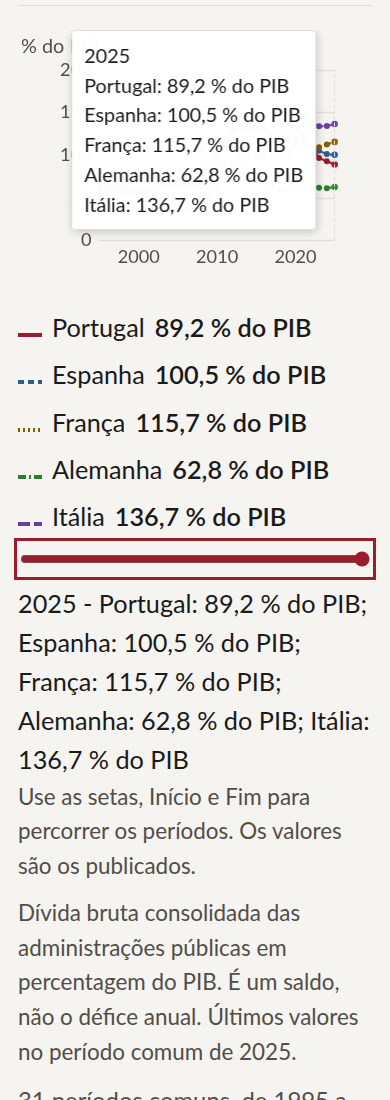 % do
2025
Portugal: 89,2 % do PIB
Espanha: 100,5 % do PIB
França: 115,7 % do PIB
Alemanha: 62,8 % do PIB
Itália: 136,7 % do PIB
0
2000 2010 2020
Portugal 89,2 % do PIB
Espanha 100,5 % do PIB
França 115,7 % do PIB
Alemanha 62,8 % do PIB
Itália 136,7 % do PIB
2025 - Portugal: 89,2 % do PIB;
Espanha: 100,5 % do PIB;
França: 115,7 % do PIB;
Alemanha: 62,8 % do PIB; Itália:
136,7 % do PIB
Use as setas, Início e Fim para
percorrer os períodos. Os valores
são os publicados.
Dívida bruta consolidada das
administrações públicas em
percentagem do PIB. É um saldo,
não o défice anual. Últimos valores
no período comum de 2025.
31 períodos comuns, de 1995 a